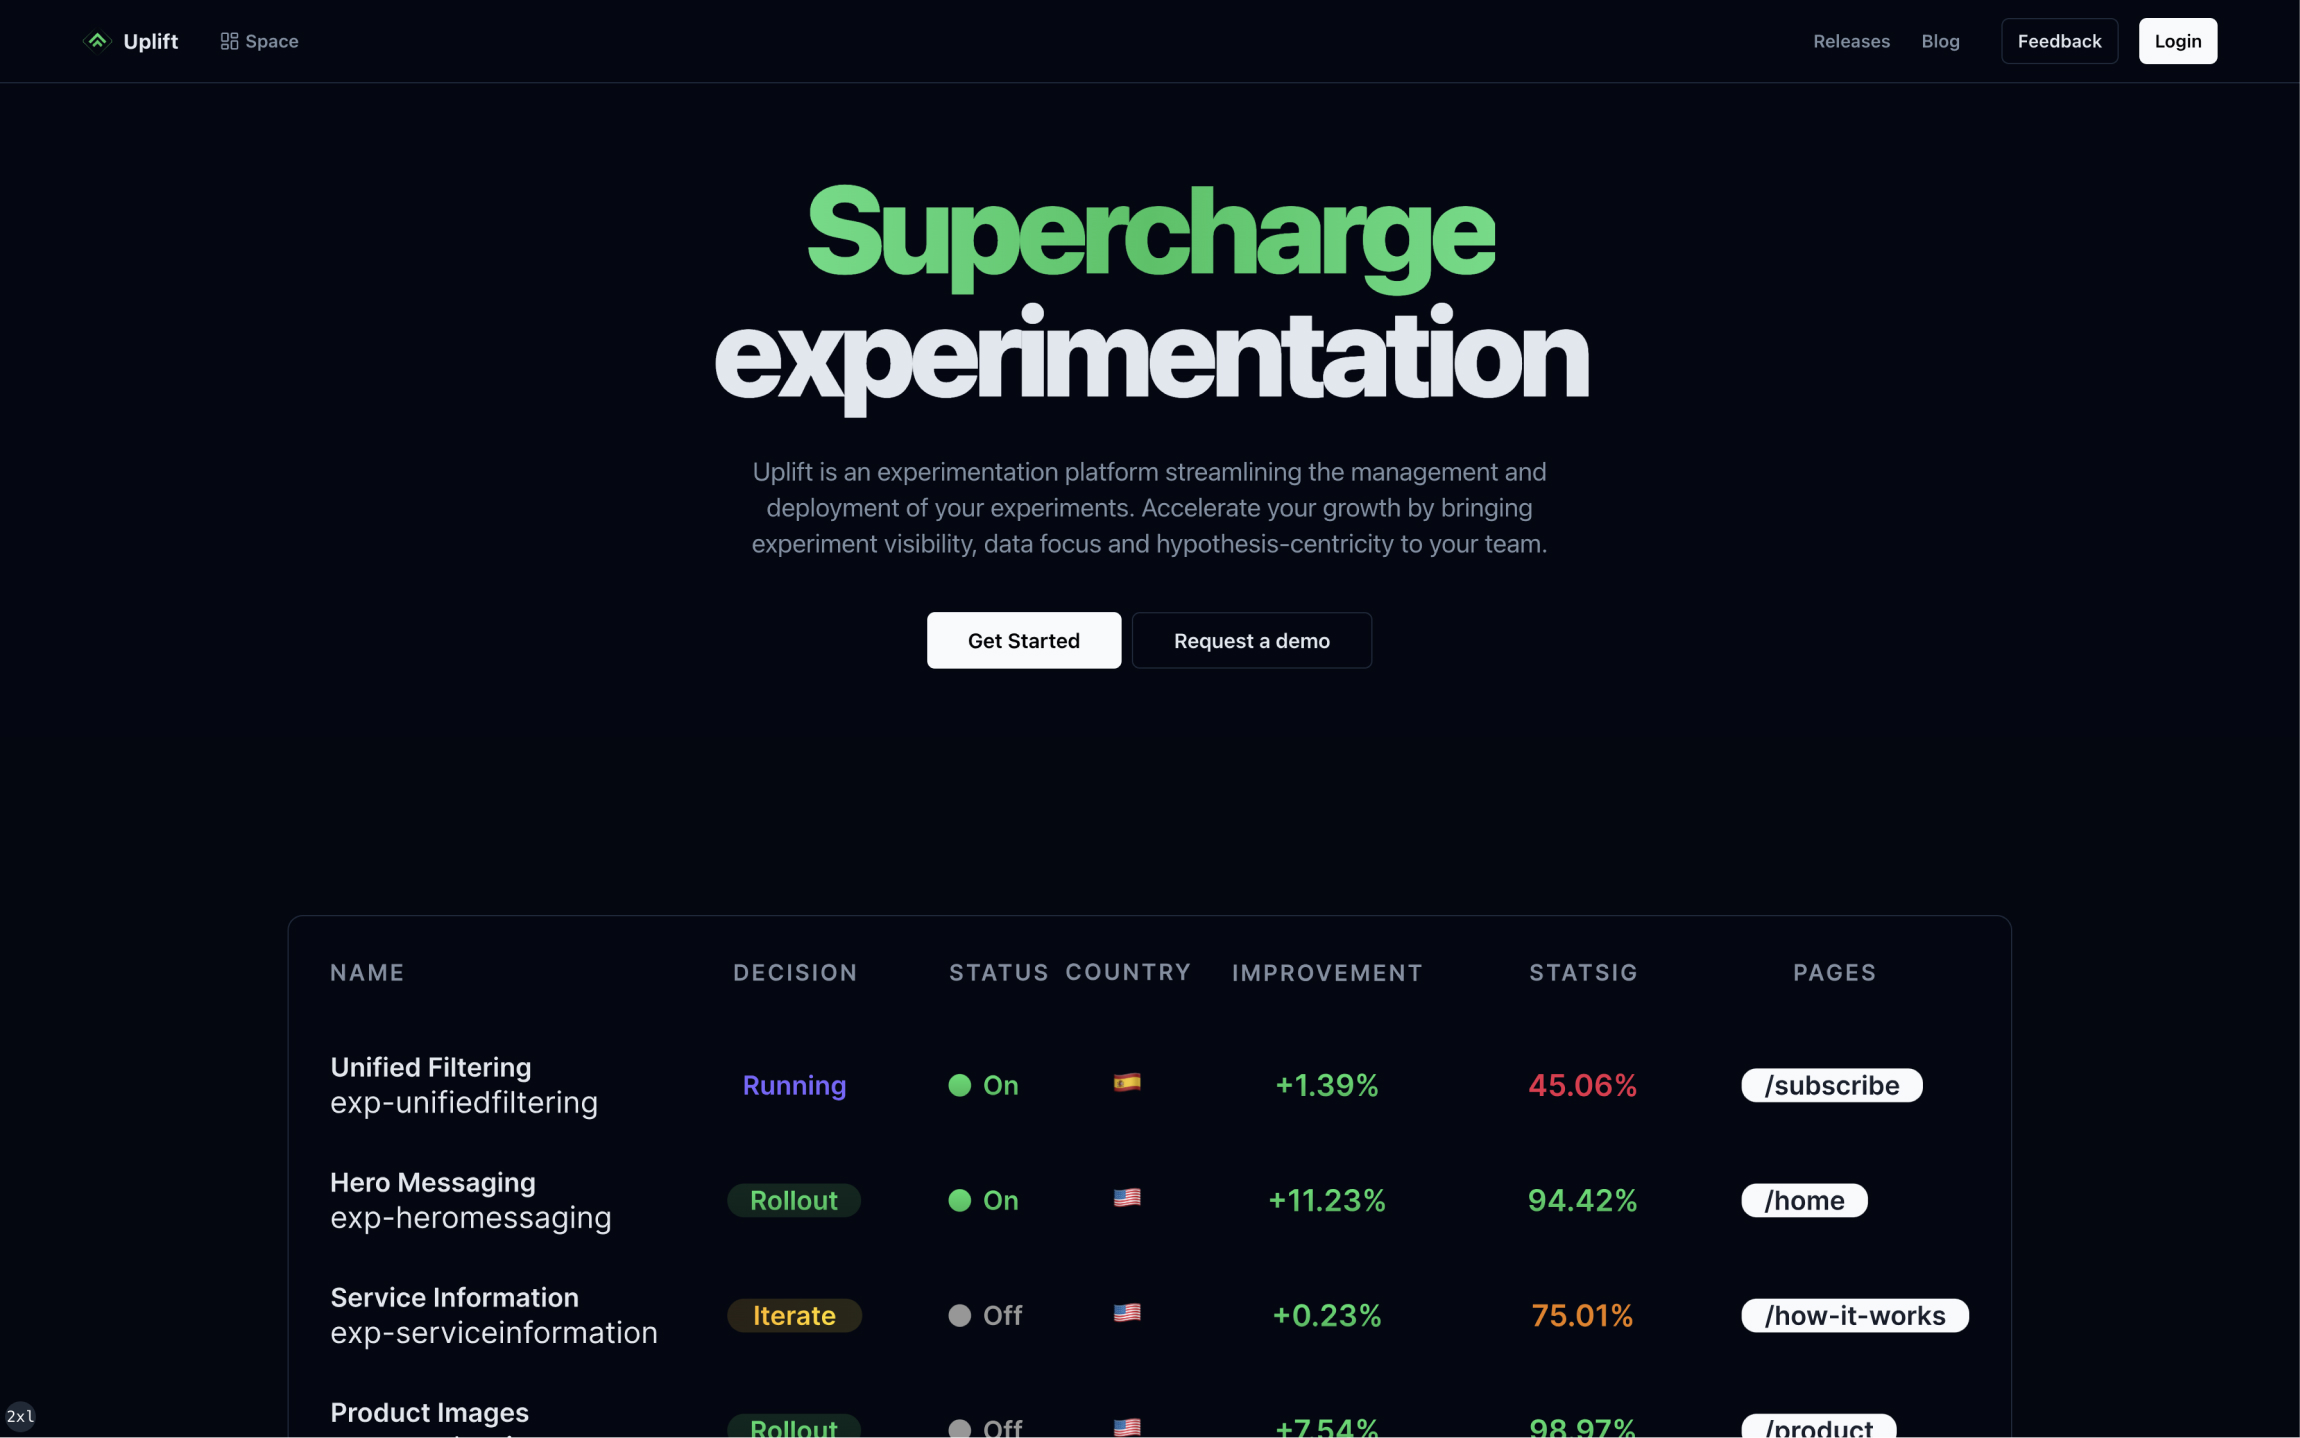 Uplift Space Releases Blog Feedback Login
Supercharge
experimentation
Uplift is an experimentation platform streamlining the management and
deployment of your experiments. Accelerate your growth by bringing
experiment visibility, data focus and hypothesis-centricity to your team.
Get Started Request a demo
NAME DECISION STATUS COUNTRY IMPROVEMENT STATSIG PAGES
Unified Filtering
exp-unifiedfiltering
Running On +1.39% 45.06% /subscribe
Hero Messaging
exp-heromessaging
Rollout On +11.23% 94.42% /home
Service Information
exp-serviceinformation
Iterate Off +0.23% 75.01% /how-it-works
Product Images
Rollout Off +7.54% 98.97% /product
2xl